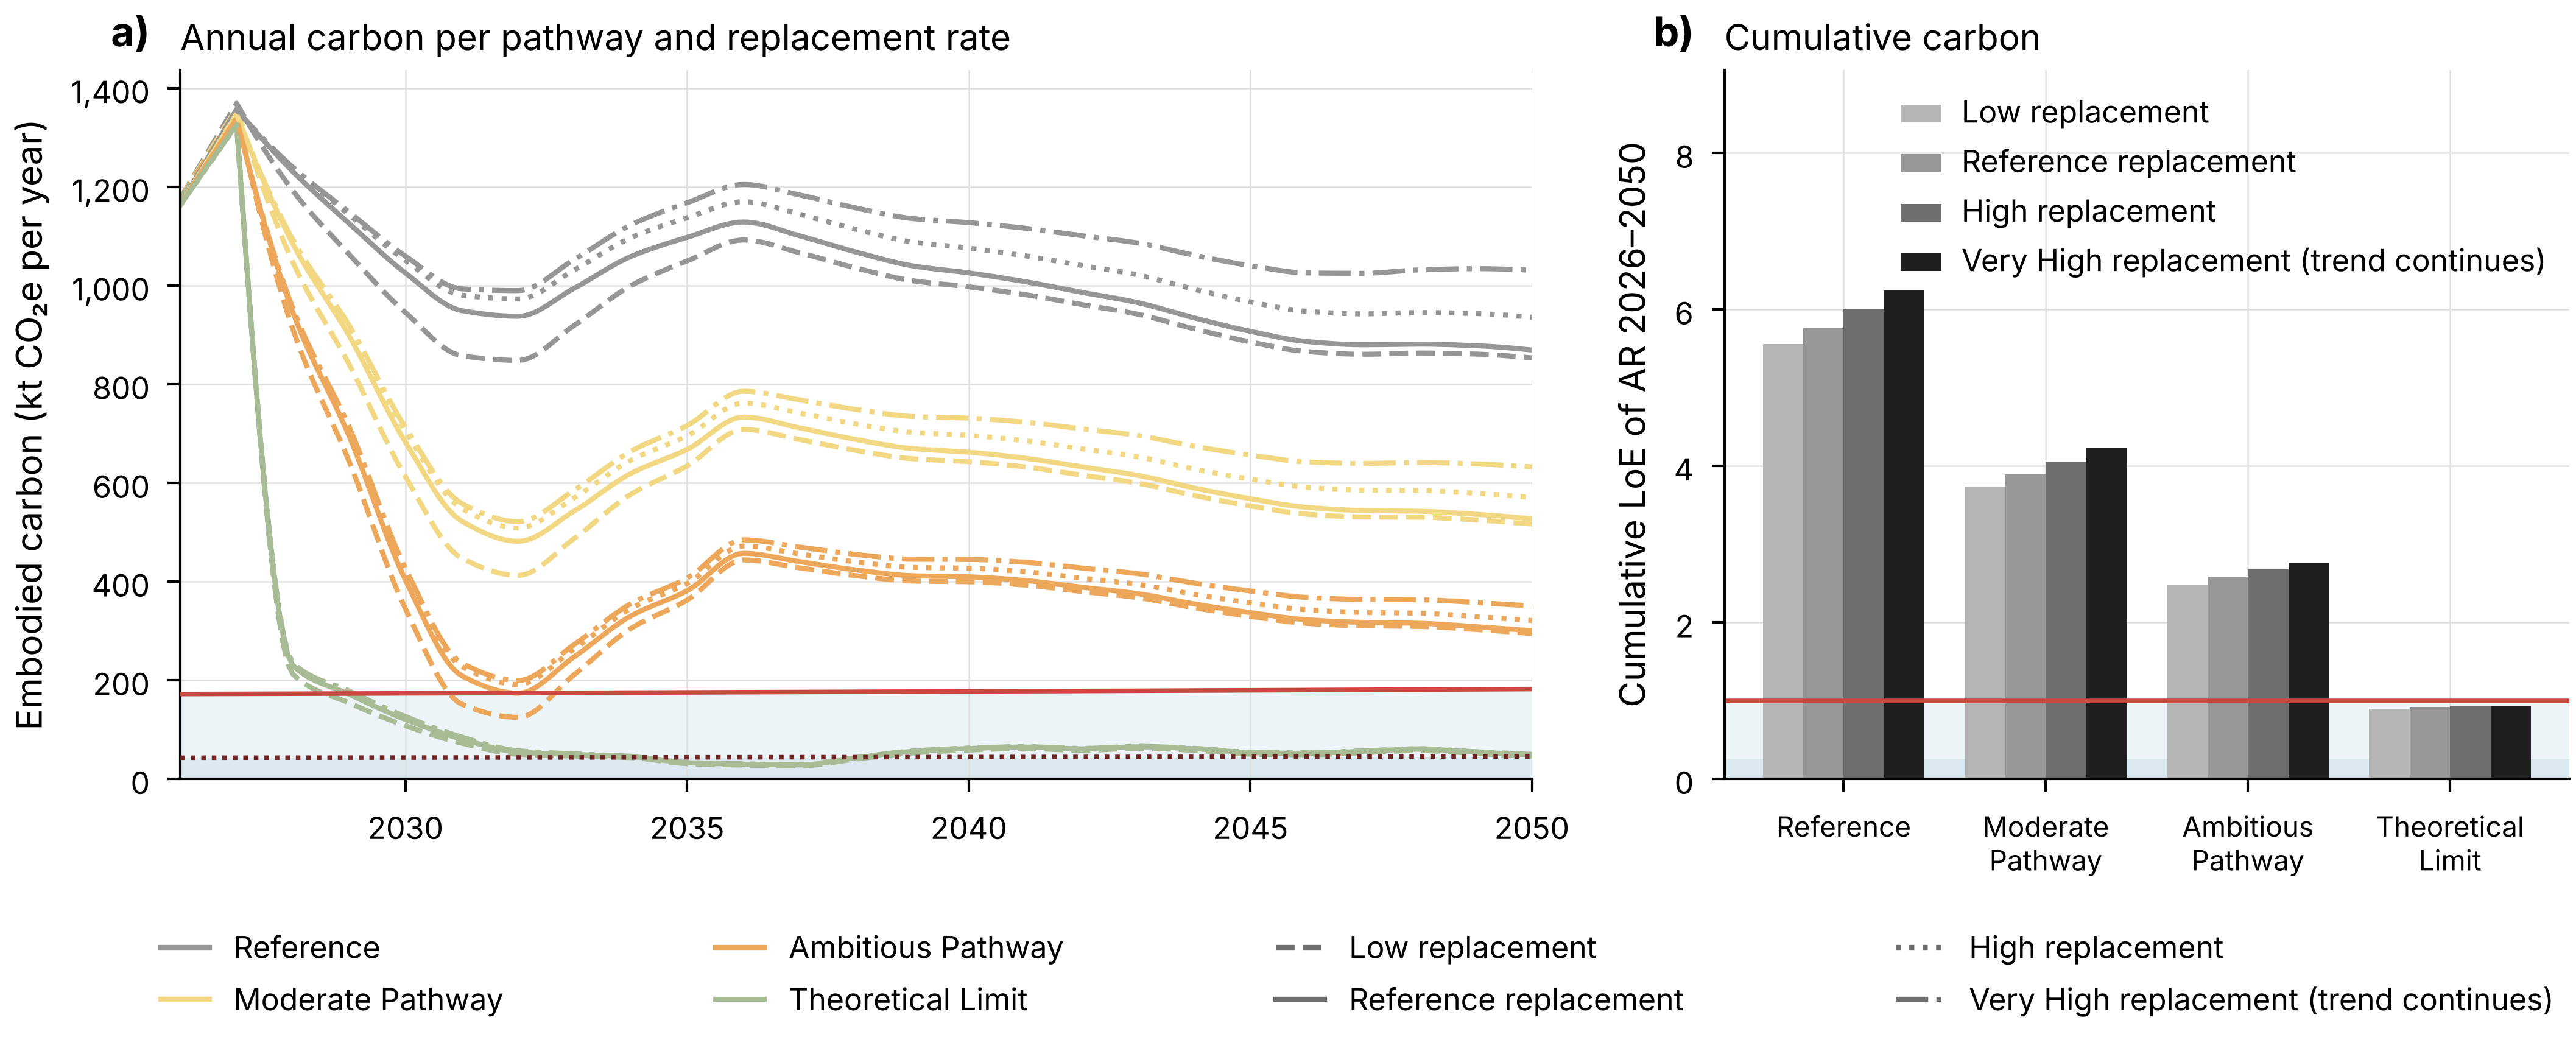 a) Annual carbon per pathway and replacement rate
Embodied carbon (kt CO₂e per year)
1,400
1,200
1,000
800
600
400
200
0
2030 2035 2040 2045 2050
b) Cumulative carbon
Cumulative LoE of AR 2026–2050
8
6
4
2
0
Low replacement
Reference replacement
High replacement
Very High replacement (trend continues)
Reference
Moderate
Pathway
Ambitious
Pathway
Theoretical
Limit
Reference
Moderate Pathway
Ambitious Pathway
Theoretical Limit
Low replacement
Reference replacement
High replacement
Very High replacement (trend continues)